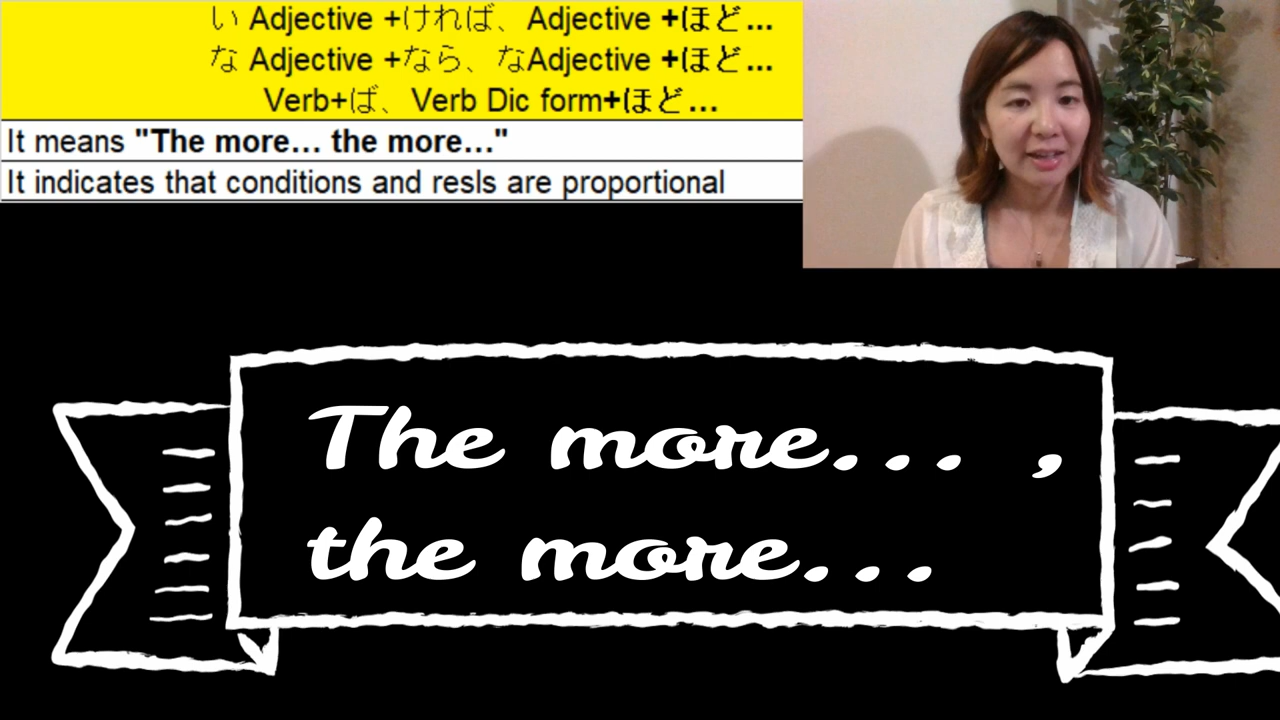 い Adjective +ければ、Adjective +ほど...
な Adjective +なら、なAdjective +ほど...
Verb+ば、Verb Dic form+ほど...
It means "The more... the more..."
It indicates that conditions and resls are proportional
The more... ,
the more...